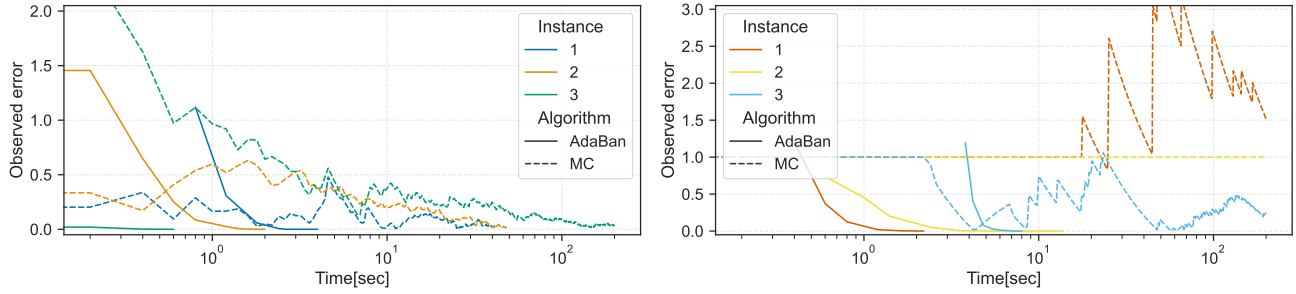 Observed error
2.0
1.5
1.0
0.5
0.0
10^0
10^1
10^2
Time[sec]
Instance
1
2
3
Algorithm
AdaBan
MC
Observed error
3.0
2.5
2.0
1.5
1.0
0.5
0.0
10^0
10^1
10^2
Time[sec]
Instance
1
2
3
Algorithm
AdaBan
MC